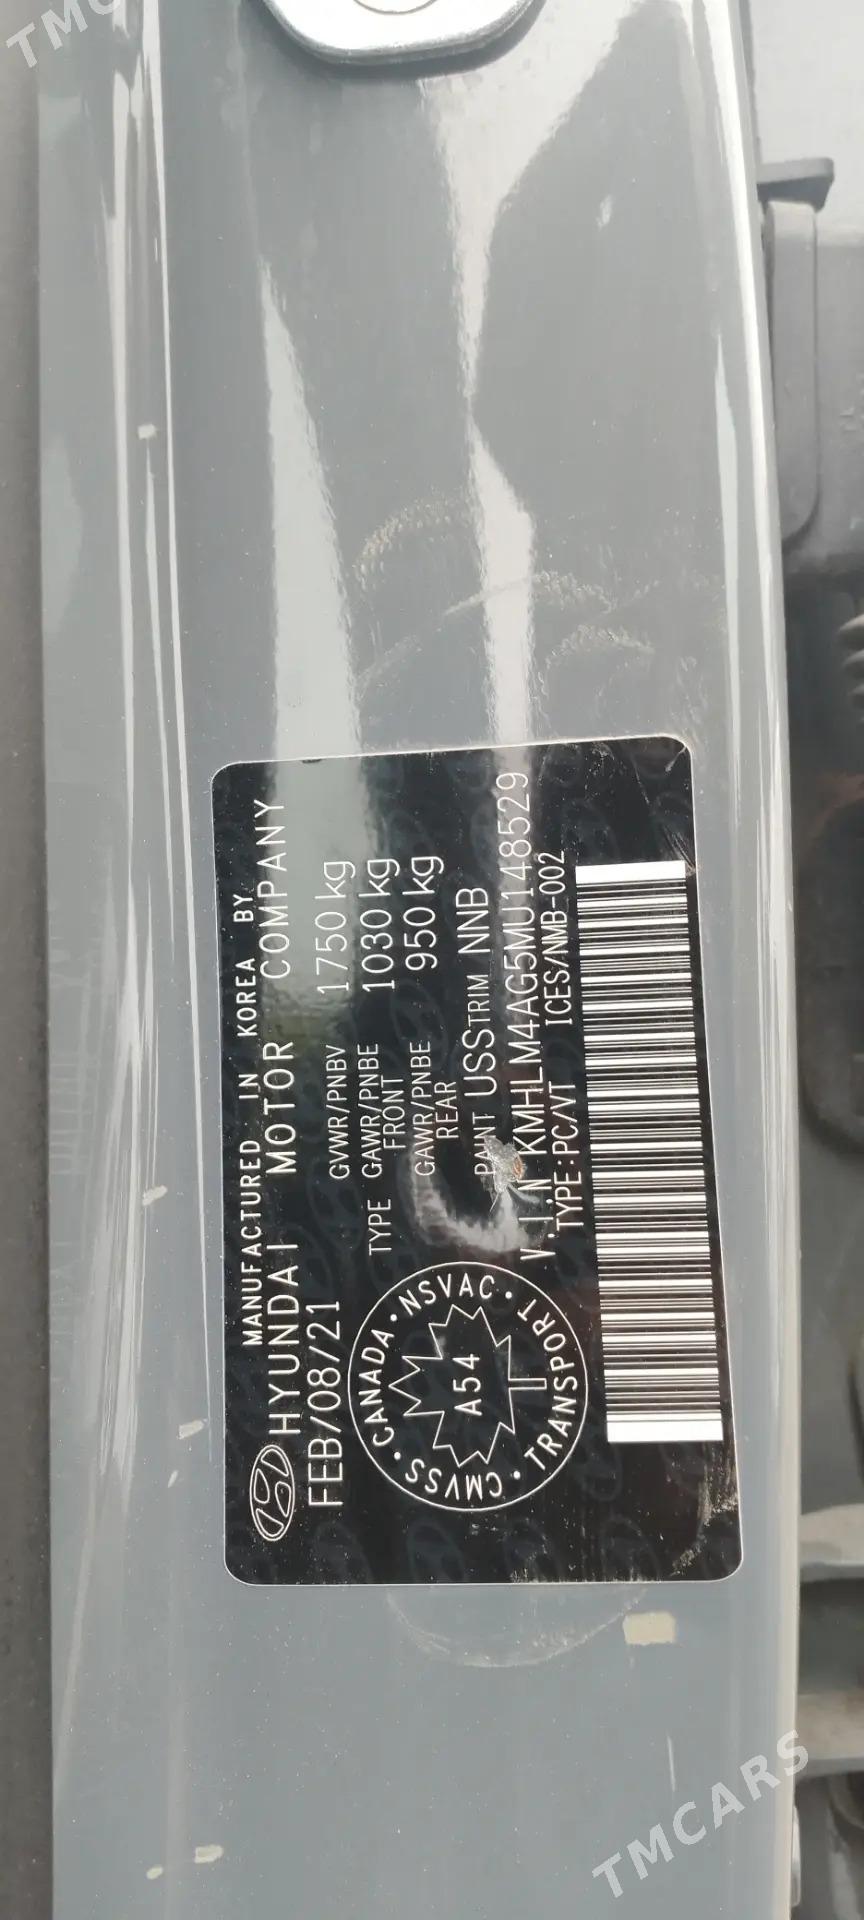 MANUFACTURED IN KOREA BY
HYUNDAI MOTOR COMPANY
FEB/08/21
GVWR/PNBV 1750 kg
TYPE GAWR/PNBE FRONT 1030 kg
GAWR/PNBE REAR 950 kg
PAINT USS TRIM NNB
V.I.N KMHLM4AG5MU148529
TYPE:PC/VT ICES/NMB-002
CMVSS · CANADA · NSVAC · TRANSPORT ·
A54
TMCARS